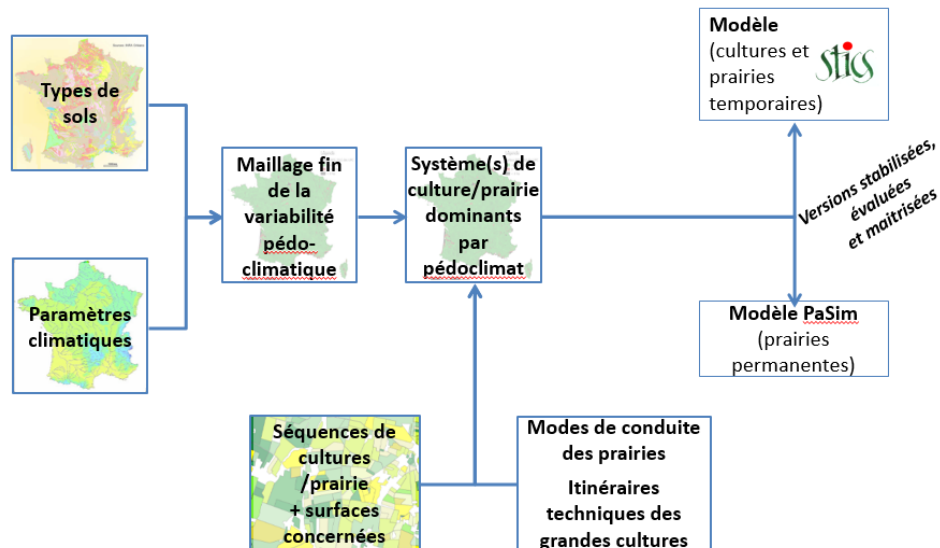 Types de
sols
Paramètres
climatiques
Maillage fin
de la
variabilité
pédo-
climatique
Système(s) de
culture/prairie
dominants
par
pédoclimat
Séquences de
cultures
/prairie
+ surfaces
concernées
Modes de conduite
des prairies
Itinéraires
techniques des
grandes cultures
Modèle
(cultures et
prairies
temporaires)
stics
Versions stabilisées,
évaluées
et maitrisées
Modèle PaSim
(prairies
permanentes)